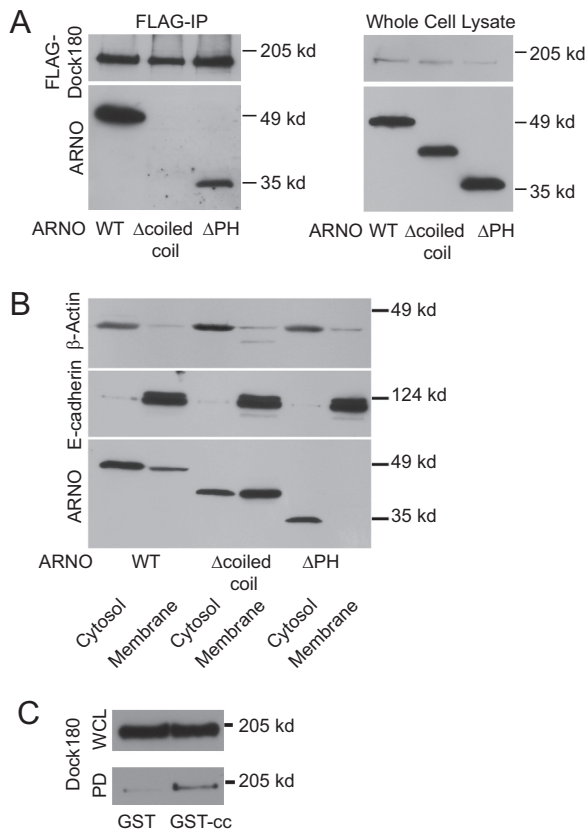 A
FLAG-IP
Whole Cell Lysate
FLAG-
Dock180
205 kd
205 kd
ARNO
49 kd
35 kd
49 kd
35 kd
ARNO WT Δcoiled coil ΔPH
ARNO WT Δcoiled coil ΔPH
B
β-Actin
49 kd
E-cadherin
124 kd
ARNO
49 kd
35 kd
ARNO WT Δcoiled coil ΔPH
Cytosol Membrane Cytosol Membrane Cytosol Membrane
C
Dock180
WCL
205 kd
PD
205 kd
GST GST-cc